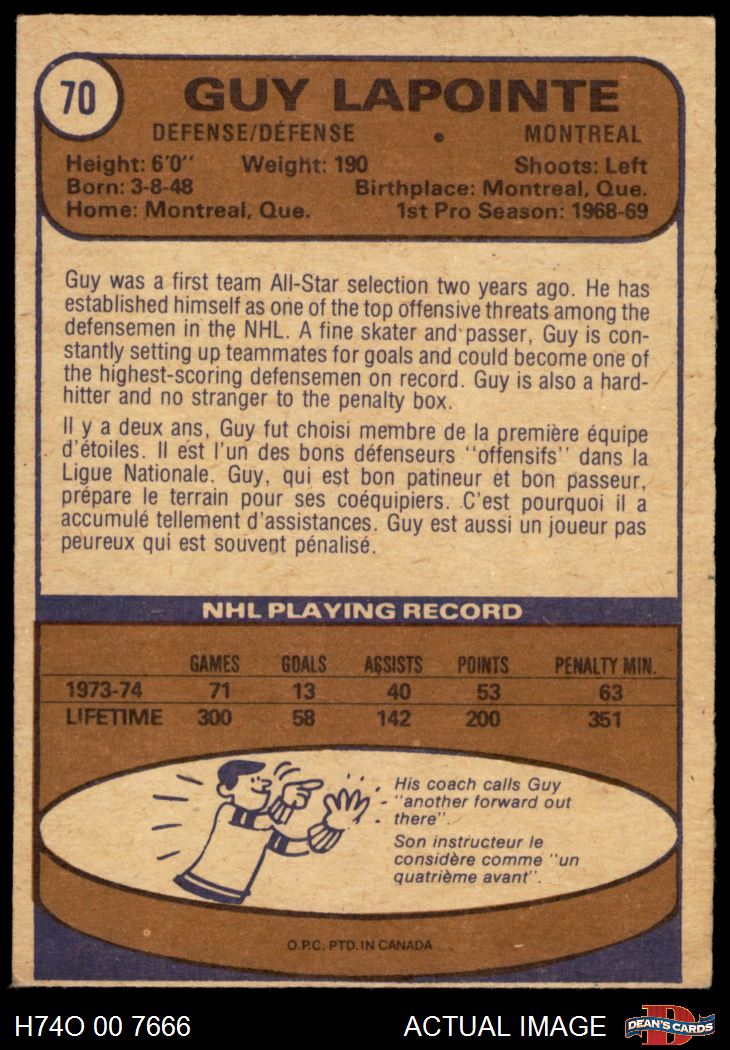 70
GUY LAPOINTE
DEFENSE/DÉFENSE • MONTREAL
Height: 6'0'' Weight: 190 Shoots: Left
Born: 3-8-48 Birthplace: Montreal, Que.
Home: Montreal, Que. 1st Pro Season: 1968-69
Guy was a first team All-Star selection two years ago. He has
established himself as one of the top offensive threats among the
defensemen in the NHL. A fine skater and passer, Guy is con-
stantly setting up teammates for goals and could become one of
the highest-scoring defensemen on record. Guy is also a hard-
hitter and no stranger to the penalty box.
Il y a deux ans, Guy fut choisi membre de la première équipe
d'étoiles. Il est l'un des bons défenseurs ''offensifs'' dans la
Ligue Nationale. Guy, qui est bon patineur et bon passeur,
prépare le terrain pour ses coéquipiers. C'est pourquoi il a
accumulé tellement d'assistances. Guy est aussi un joueur pas
peureux qui est souvent pénalisé.
NHL PLAYING RECORD
GAMES GOALS ASSISTS POINTS PENALTY MIN.
1973-74 71 13 40 53 63
LIFETIME 300 58 142 200 351
His coach calls Guy
''another forward out
there''.
Son instructeur le
considère comme ''un
quatrième avant''.
O.P.C. PTD. IN CANADA
H74O 00 7666 ACTUAL IMAGE
D
DEAN'S CARDS